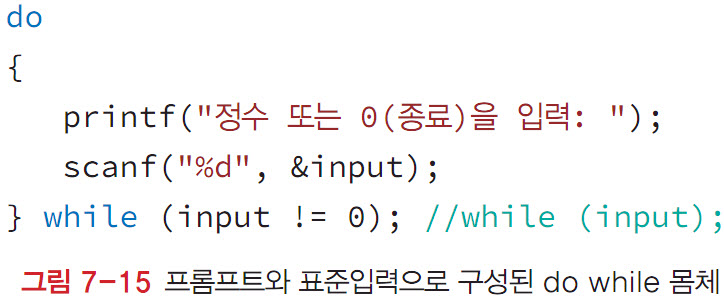 do
{
printf("정수 또는 0(종료)을 입력: ");
scanf("%d", &input);
} while (input != 0); //while (input);
그림 7-15 프롬프트와 표준입력으로 구성된 do while 몸체